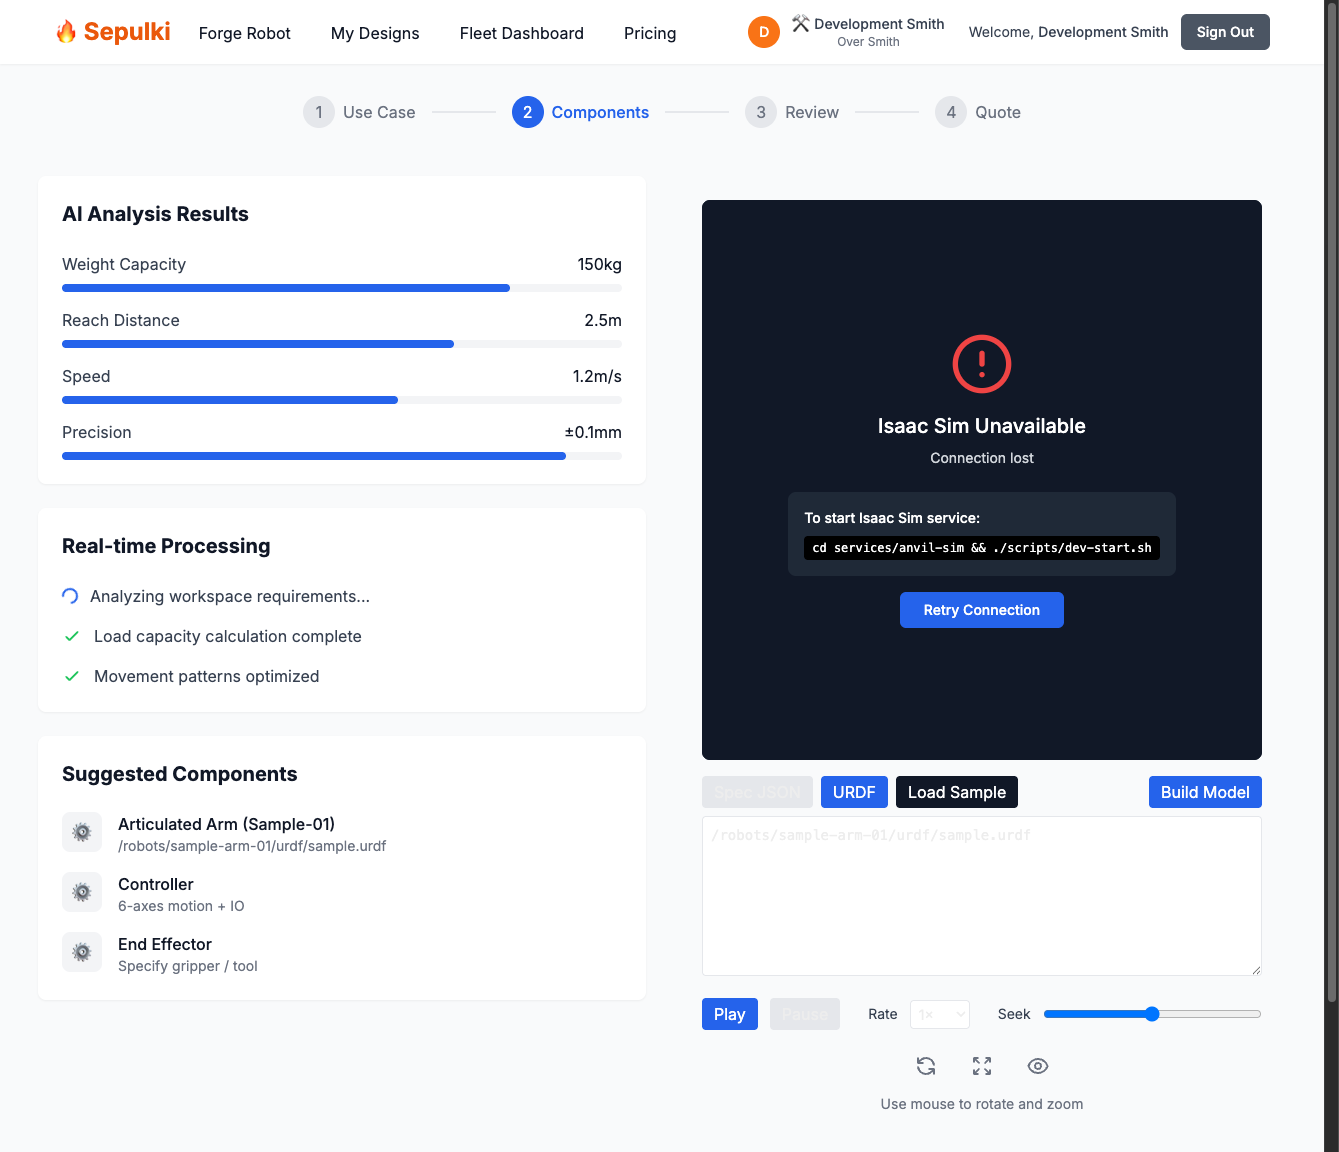 Sepulki
Forge Robot
My Designs
Fleet Dashboard
Pricing
D
Development Smith
Over Smith
Welcome, Development Smith
Sign Out
1 Use Case
2 Components
3 Review
4 Quote
AI Analysis Results
Weight Capacity 150kg
Reach Distance 2.5m
Speed 1.2m/s
Precision ±0.1mm
Real-time Processing
Analyzing workspace requirements...
Load capacity calculation complete
Movement patterns optimized
Suggested Components
Articulated Arm (Sample-01)
/robots/sample-arm-01/urdf/sample.urdf
Controller
6-axes motion + IO
End Effector
Specify gripper / tool
Isaac Sim Unavailable
Connection lost
To start Isaac Sim service:
cd services/anvil-sim && ./scripts/dev-start.sh
Retry Connection
Spec JSON
URDF
Load Sample
Build Model
/robots/sample-arm-01/urdf/sample.urdf
Play
Pause
Rate
1×
Seek
Use mouse to rotate and zoom